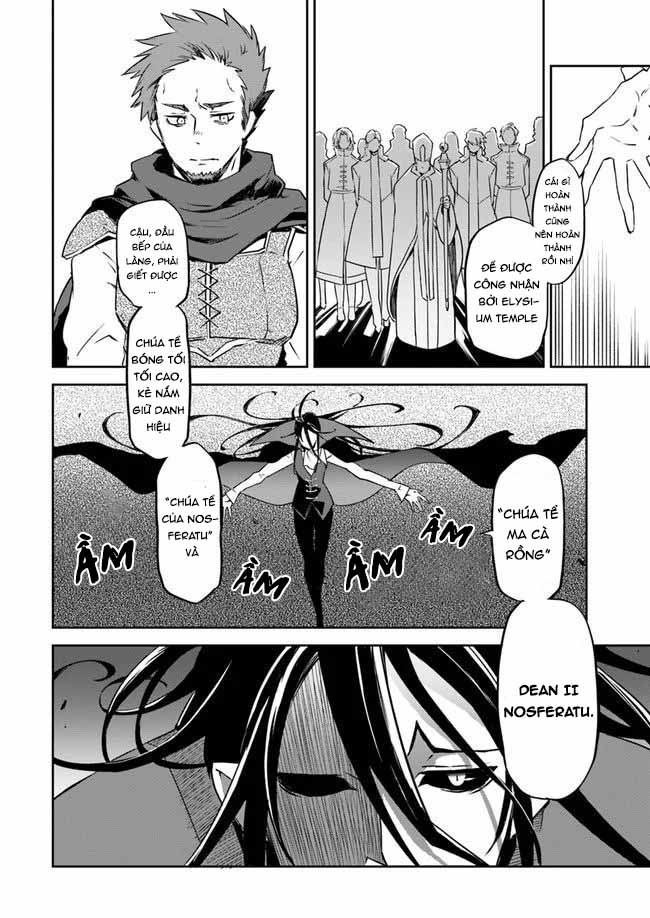 CÁI GÌ
HOÀN
THÀNH
CŨNG
NÊN HOÀN
THÀNH
RỒI NHỈ
ĐỂ ĐƯỢC
CÔNG NHẬN
BỞI ELYSI-
UM TEMPLE
CẬU, ĐẦU
BẾP CỦA
LÀNG, PHẢI
GIẾT ĐƯỢC
...
CHÚA TỂ
BÓNG TỐI
TỐI CAO,
KẺ NẮM
GIỮ DANH
HIỆU
"CHÚA TỂ
MA CÀ
RỒNG"
"CHÚA TỂ
CỦA NOS-
FERATU"
VÀ
ẦM
ẦM
ẦM
ẦM
DEAN II
NOSFERATU.